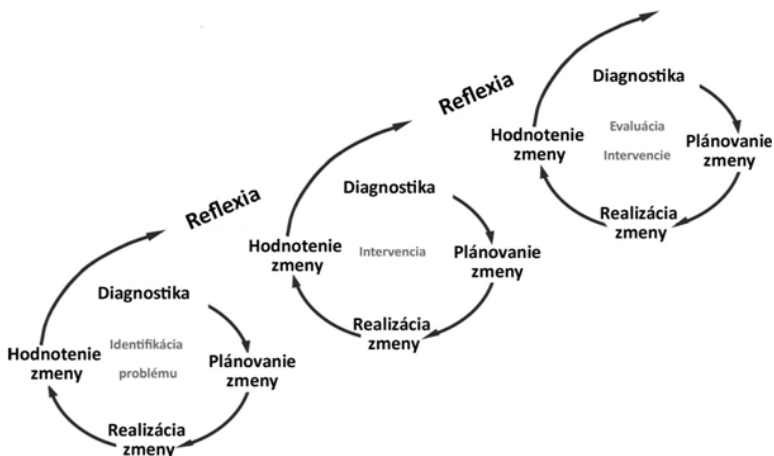 Reflexia
Diagnostika
Hodnotenie
zmeny
Identifikácia
problému
Plánovanie
zmeny
Realizácia
zmeny
Reflexia
Diagnostika
Hodnotenie
zmeny
Intervencia
Plánovanie
zmeny
Realizácia
zmeny
Diagnostika
Hodnotenie
zmeny
Evaluácia
Intervencie
Plánovanie
zmeny
Realizácia
zmeny